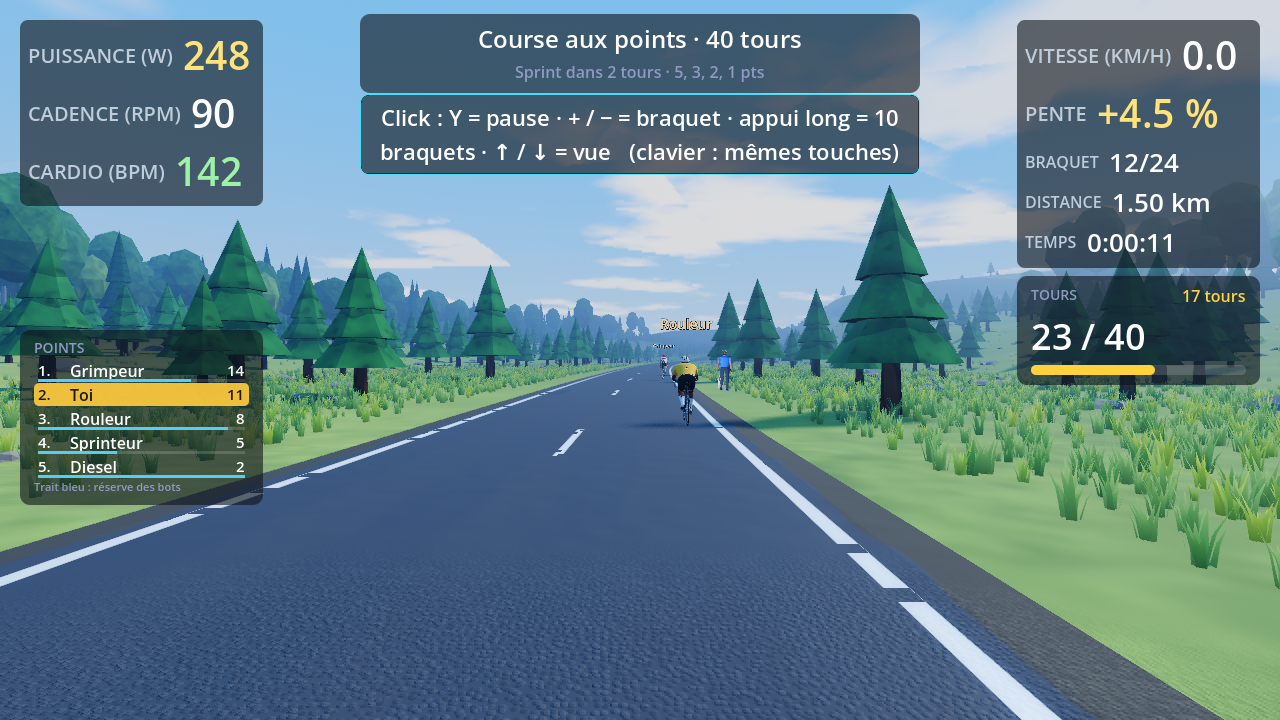 PUISSANCE (W) 248
CADENCE (RPM) 90
CARDIO (BPM) 142
Course aux points · 40 tours
Sprint dans 2 tours · 5, 3, 2, 1 pts
Click : Y = pause · + / − = braquet · appui long = 10
braquets · ↑ / ↓ = vue (clavier : mêmes touches)
VITESSE (KM/H) 0.0
PENTE +4.5 %
BRAQUET 12/24
DISTANCE 1.50 km
TEMPS 0:00:11
TOURS 17 tours
23 / 40
Rouleur
POINTS
1. Grimpeur 14
2. Toi 11
3. Rouleur 8
4. Sprinteur 5
5. Diesel 2
Trait bleu : réserve des bots